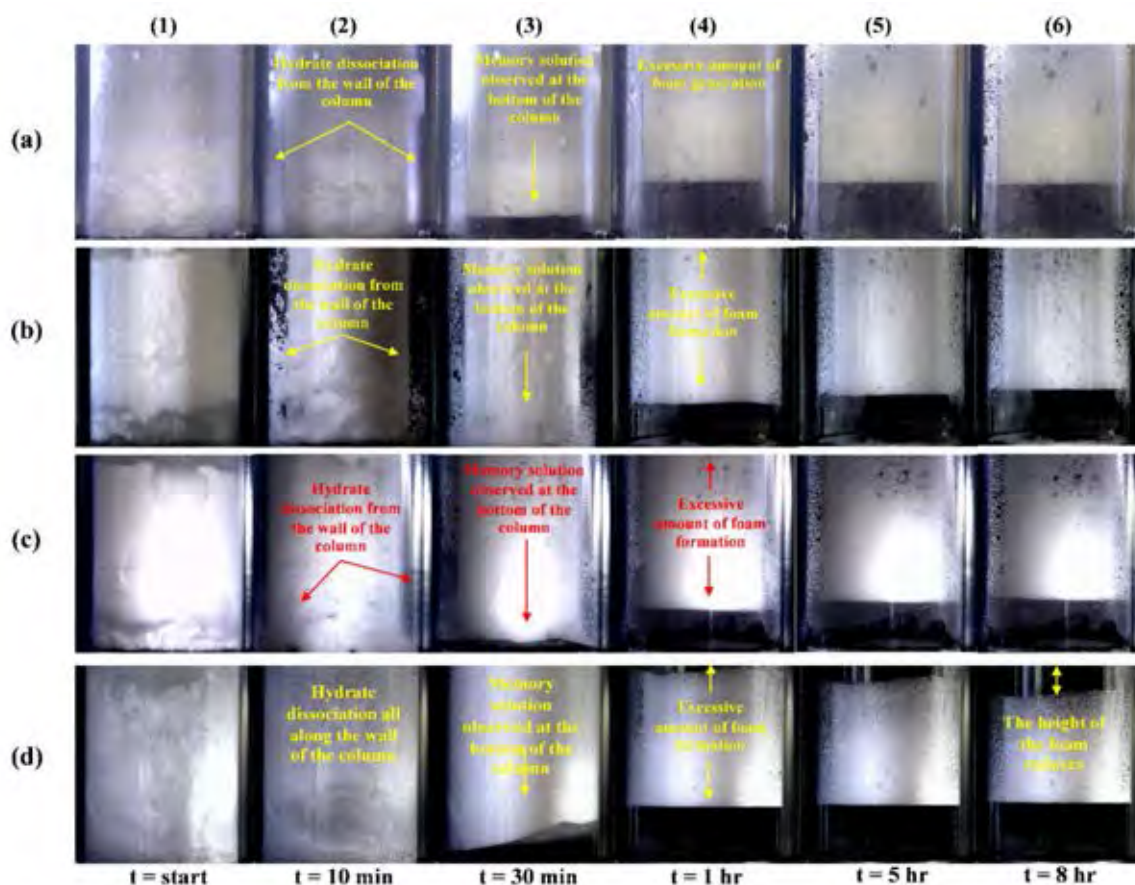 (1) (2) (3) (4) (5) (6)
(a)
Hydrate dissociation
from the wall of the
column
Memory solution
observed at the
bottom of the
column
Excessive amount of
foam generation
(b)
Hydrate
dissociation from
the wall of the
column
Memory solution
observed at the
bottom of the
column
Excessive
amount of foam
formation
(c)
Hydrate
dissociation from
the wall of the
column
Memory solution
observed at the
bottom of the
column
Excessive
amount of foam
formation
(d)
Hydrate
dissociation all
along the wall
of the column
Memory
solution
observed at the
bottom of the
column
Excessive
amount of foam
formation
The height of
the foam
reduces
t = start t = 10 min t = 30 min t = 1 hr t = 5 hr t = 8 hr